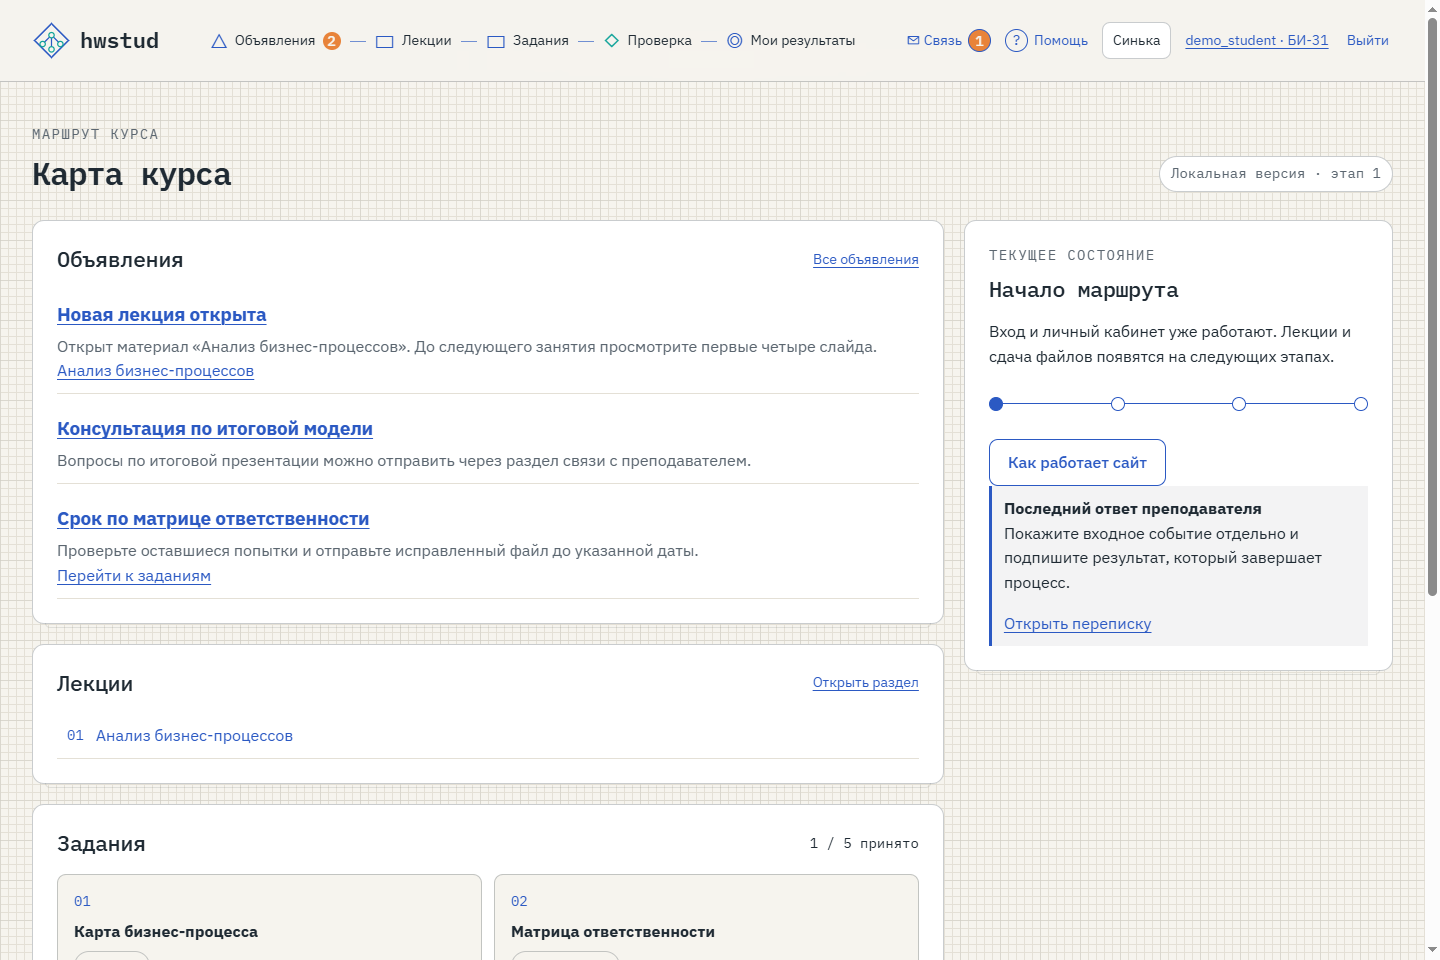 hwstud
Объявления 2
Лекции
Задания
Проверка
Мои результаты
Связь 1
? Помощь
Синька
demo_student · БИ-31
Выйти
МАРШРУТ КУРСА
Карта курса
Локальная версия · этап 1
Объявления
Все объявления
Новая лекция открыта
Открыт материал «Анализ бизнес-процессов». До следующего занятия просмотрите первые четыре слайда.
Анализ бизнес-процессов
Консультация по итоговой модели
Вопросы по итоговой презентации можно отправить через раздел связи с преподавателем.
Срок по матрице ответственности
Проверьте оставшиеся попытки и отправьте исправленный файл до указанной даты.
Перейти к заданиям
ТЕКУЩЕЕ СОСТОЯНИЕ
Начало маршрута
Вход и личный кабинет уже работают. Лекции и
сдача файлов появятся на следующих этапах.
Как работает сайт
Последний ответ преподавателя
Покажите входное событие отдельно и
подпишите результат, который завершает
процесс.
Открыть переписку
Лекции
Открыть раздел
01 Анализ бизнес-процессов
Задания
1 / 5 принято
01
Карта бизнес-процесса
02
Матрица ответственности